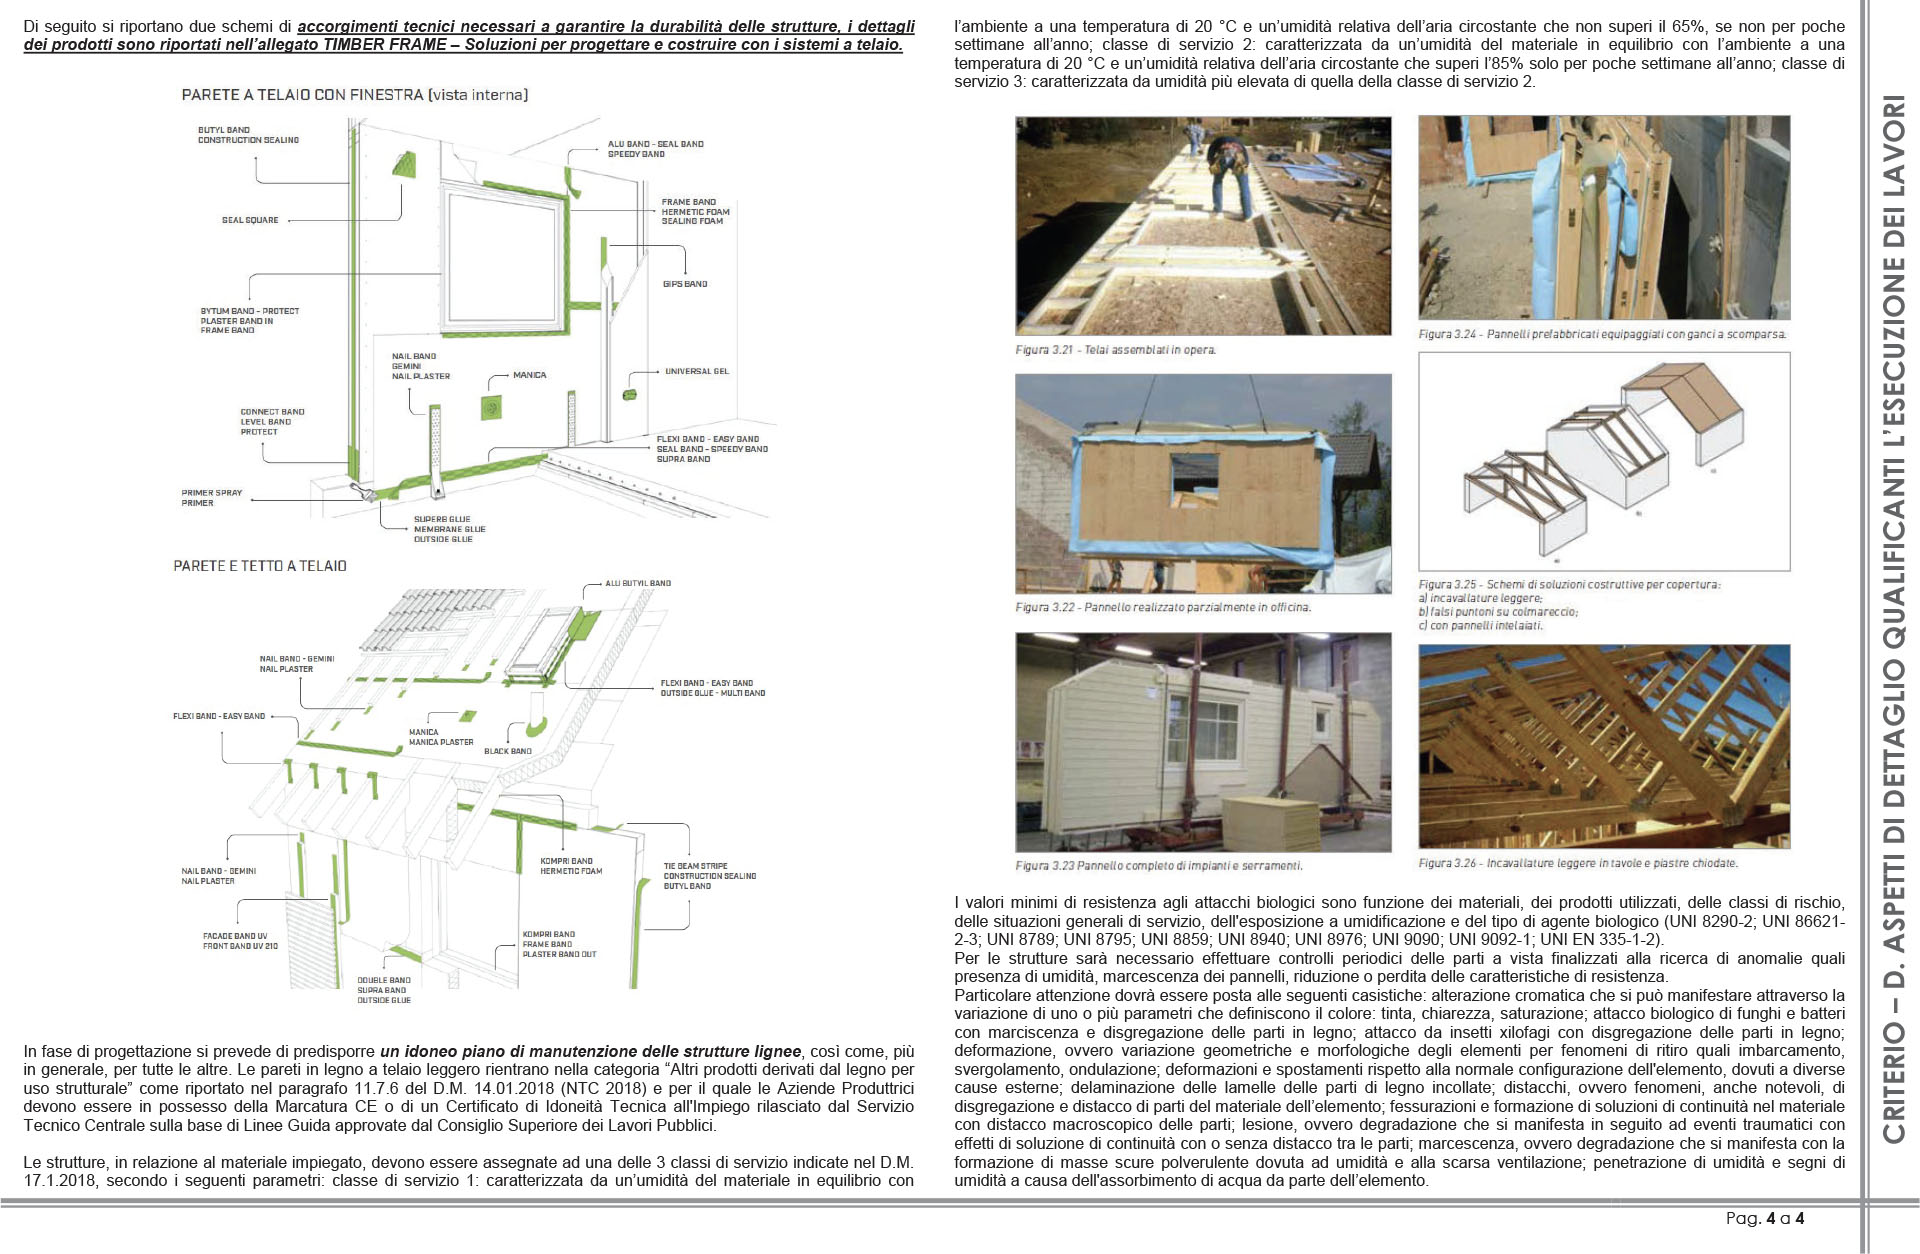 Di seguito si riportano due schemi di accorgimenti tecnici necessari a garantire la durabilità delle strutture, i dettagli
dei prodotti sono riportati nell'allegato TIMBER FRAME – Soluzioni per progettare e costruire con i sistemi a telaio.
PARETE A TELAIO CON FINESTRA (vista interna)
BUTYL BAND
CONSTRUCTION SEALING
ALU BAND - SEAL BAND
SPEEDY BAND
SEAL SQUARE
FRAME BAND
HERMETIC FOAM
SEALING FOAM
GIPS BAND
BYTUM BAND - PROTECT
PLASTER BAND IN
FRAME BAND
NAIL BAND
GEMINI
NAIL PLASTER
MANICA
UNIVERSAL GEL
CONNECT BAND
LEVEL BAND
PROTECT
FLEXI BAND - EASY BAND
SEAL BAND - SPEEDY BAND
SUPRA BAND
PRIMER SPRAY
PRIMER
SUPERB GLUE
MEMBRANE GLUE
OUTSIDE GLUE
PARETE E TETTO A TELAIO
ALU BUTYL BAND
NAIL BAND - GEMINI
NAIL PLASTER
FLEXI BAND - EASY BAND
OUTSIDE GLUE - MULTI BAND
FLEXI BAND - EASY BAND
MANICA
MANICA PLASTER
BLACK BAND
NAIL BAND - GEMINI
NAIL PLASTER
KOMPRI BAND
HERMETIC FOAM
TIE BEAM STRIPE
CONSTRUCTION SEALING
BUTYL BAND
FACADE BAND UV
FRONT BAND UV 210
KOMPRI BAND
FRAME BAND
PLASTER BAND OUT
DOUBLE BAND
SUPRA BAND
OUTSIDE GLUE
In fase di progettazione si prevede di predisporre un idoneo piano di manutenzione delle strutture lignee, così come, più
in generale, per tutte le altre. Le pareti in legno a telaio leggero rientrano nella categoria “Altri prodotti derivati dal legno per
uso strutturale” come riportato nel paragrafo 11.7.6 del D.M. 14.01.2018 (NTC 2018) e per il quale le Aziende Produttrici
devono essere in possesso della Marcatura CE o di un Certificato di Idoneità Tecnica all'Impiego rilasciato dal Servizio
Tecnico Centrale sulla base di Linee Guida approvate dal Consiglio Superiore dei Lavori Pubblici.
Le strutture, in relazione al materiale impiegato, devono essere assegnate ad una delle 3 classi di servizio indicate nel D.M.
17.1.2018, secondo i seguenti parametri: classe di servizio 1: caratterizzata da un’umidità del materiale in equilibrio con
l’ambiente a una temperatura di 20 °C e un’umidità relativa dell’aria circostante che non superi il 65%, se non per poche
settimane all’anno; classe di servizio 2: caratterizzata da un’umidità del materiale in equilibrio con l’ambiente a una
temperatura di 20 °C e un’umidità relativa dell’aria circostante che superi l’85% solo per poche settimane all’anno; classe di
servizio 3: caratterizzata da umidità più elevata di quella della classe di servizio 2.
Figura 3.21 - Telai assemblati in opera.
Figura 3.22 - Pannello realizzato parzialmente in officina.
Figura 3.23 Pannello completo di impianti e serramenti.
Figura 3.24 - Pannelli prefabbricati equipaggiati con ganci a scomparsa.
a)
b)
c)
Figura 3.25 - Schemi di soluzioni costruttive per copertura:
a) incavallature leggere;
b) falsi puntoni su colmareccio;
c) con pannelli intelaiati.
Figura 3.26 - Incavallature leggere in tavole e piastre chiodate.
I valori minimi di resistenza agli attacchi biologici sono funzione dei materiali, dei prodotti utilizzati, delle classi di rischio,
delle situazioni generali di servizio, dell'esposizione a umidificazione e del tipo di agente biologico (UNI 8290-2; UNI 86621-
2-3; UNI 8789; UNI 8795; UNI 8859; UNI 8940; UNI 8976; UNI 9090; UNI 9092-1; UNI EN 335-1-2).
Per le strutture sarà necessario effettuare controlli periodici delle parti a vista finalizzati alla ricerca di anomalie quali
presenza di umidità, marcescenza dei pannelli, riduzione o perdita delle caratteristiche di resistenza.
Particolare attenzione dovrà essere posta alle seguenti casistiche: alterazione cromatica che si può manifestare attraverso la
variazione di uno o più parametri che definiscono il colore: tinta, chiarezza, saturazione; attacco biologico di funghi e batteri
con marciscenza e disgregazione delle parti in legno; attacco da insetti xilofagi con disgregazione delle parti in legno;
deformazione, ovvero variazione geometriche e morfologiche degli elementi per fenomeni di ritiro quali imbarcamento,
svergolamento, ondulazione; deformazioni e spostamenti rispetto alla normale configurazione dell'elemento, dovuti a diverse
cause esterne; delaminazione delle lamelle delle parti di legno incollate; distacchi, ovvero fenomeni, anche notevoli, di
disgregazione e distacco di parti del materiale dell’elemento; fessurazioni e formazione di soluzioni di continuità nel materiale
con distacco macroscopico delle parti; lesione, ovvero degradazione che si manifesta in seguito ad eventi traumatici con
effetti di soluzione di continuità con o senza distacco tra le parti; marcescenza, ovvero degradazione che si manifesta con la
formazione di masse scure polverulente dovuta ad umidità e alla scarsa ventilazione; penetrazione di umidità e segni di
umidità a causa dell'assorbimento di acqua da parte dell’elemento.
CRITERIO – D. ASPETTI DI DETTAGLIO QUALIFICANTI L’ESECUZIONE DEI LAVORI
Pag. 4 a 4